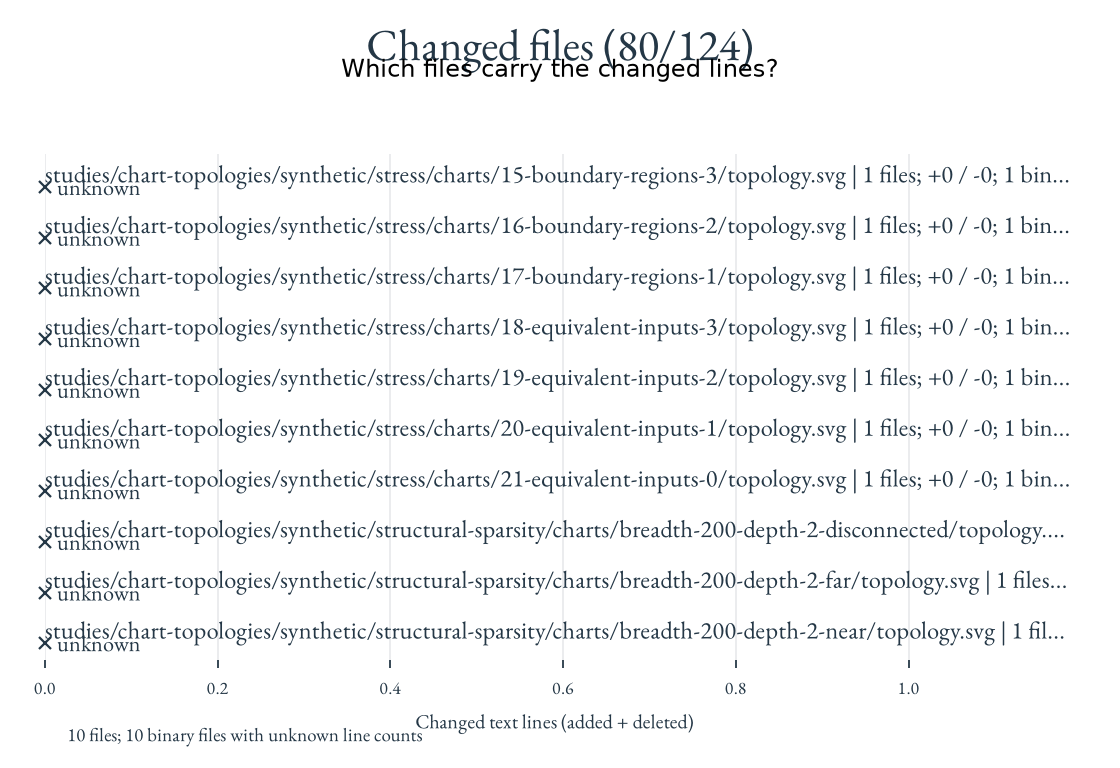 Changed files (80/124)
Which files carry the changed lines?
studies/chart-topologies/synthetic/stress/charts/15-boundary-regions-3/topology.svg | 1 files; +0 / -0; 1 bin...
× unknown
studies/chart-topologies/synthetic/stress/charts/16-boundary-regions-2/topology.svg | 1 files; +0 / -0; 1 bin...
× unknown
studies/chart-topologies/synthetic/stress/charts/17-boundary-regions-1/topology.svg | 1 files; +0 / -0; 1 bin...
× unknown
studies/chart-topologies/synthetic/stress/charts/18-equivalent-inputs-3/topology.svg | 1 files; +0 / -0; 1 bin...
× unknown
studies/chart-topologies/synthetic/stress/charts/19-equivalent-inputs-2/topology.svg | 1 files; +0 / -0; 1 bin...
× unknown
studies/chart-topologies/synthetic/stress/charts/20-equivalent-inputs-1/topology.svg | 1 files; +0 / -0; 1 bin...
× unknown
studies/chart-topologies/synthetic/stress/charts/21-equivalent-inputs-0/topology.svg | 1 files; +0 / -0; 1 bin...
× unknown
studies/chart-topologies/synthetic/structural-sparsity/charts/breadth-200-depth-2-disconnected/topology....
× unknown
studies/chart-topologies/synthetic/structural-sparsity/charts/breadth-200-depth-2-far/topology.svg | 1 files...
× unknown
studies/chart-topologies/synthetic/structural-sparsity/charts/breadth-200-depth-2-near/topology.svg | 1 fil...
× unknown
0.0 0.2 0.4 0.6 0.8 1.0
Changed text lines (added + deleted)
10 files; 10 binary files with unknown line counts